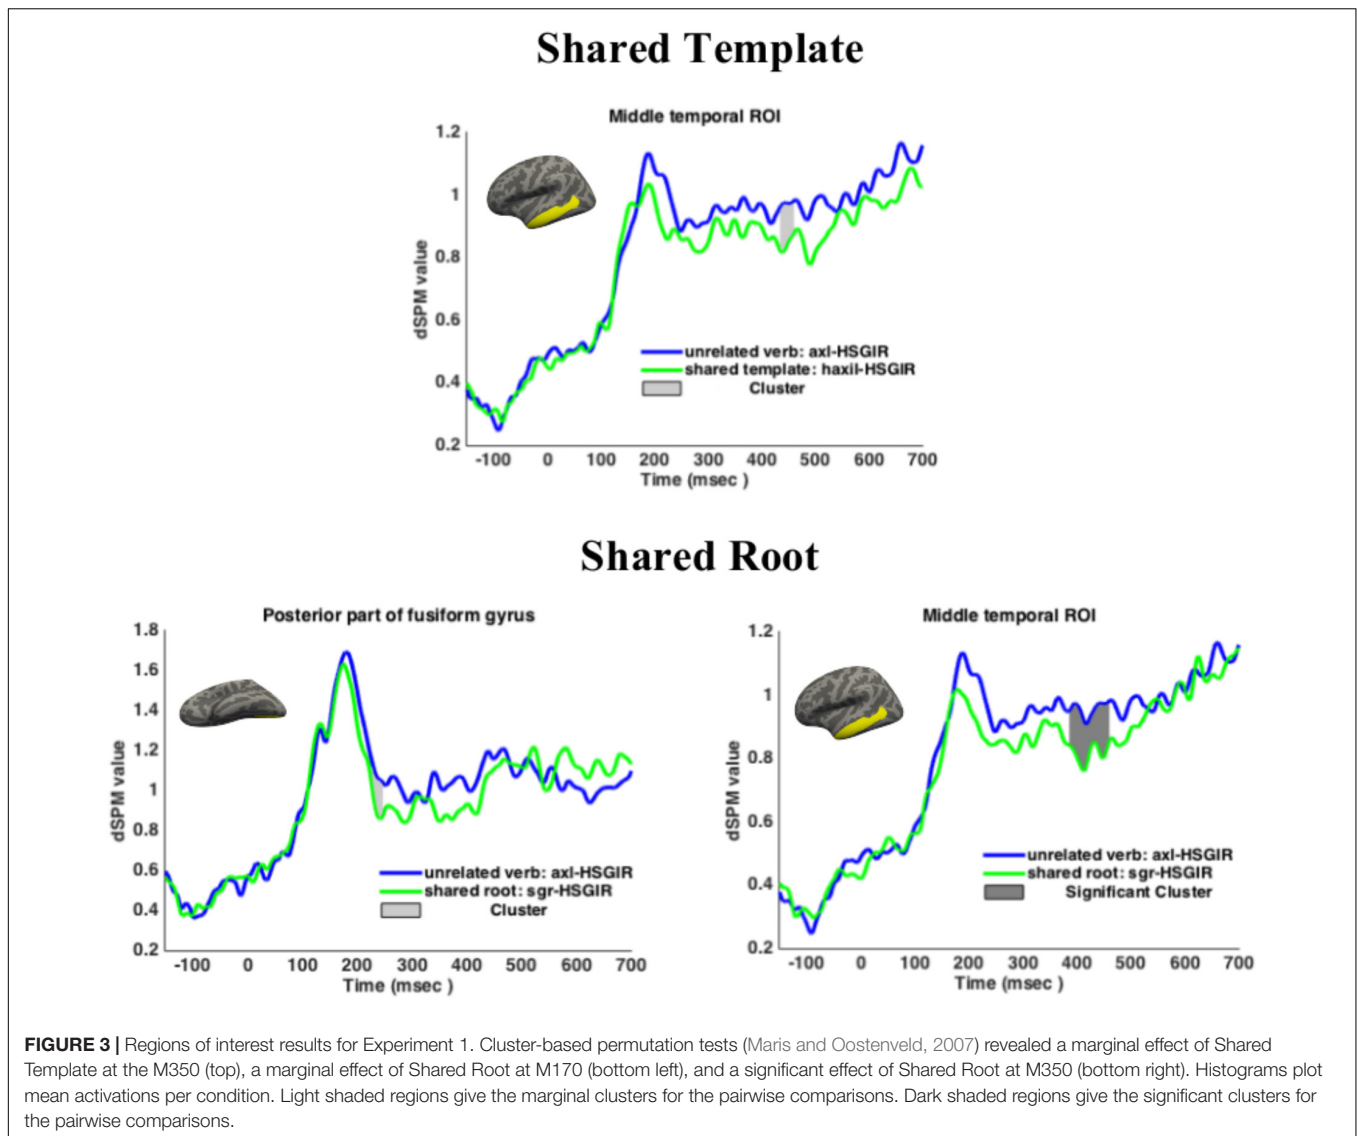 Shared Template
Middle temporal ROI
1.2
1
0.8
0.6
0.4
0.2
dSPM value
unrelated verb: axl-HSGIR
shared template: haxil-HSGIR
Cluster
-100 0 100 200 300 400 500 600 700
Time (msec )
Shared Root
Posterior part of fusiform gyrus
1.8
1.6
1.4
1.2
1
0.8
0.6
0.4
0.2
dSPM value
unrelated verb: axl-HSGIR
shared root: sgr-HSGIR
Cluster
-100 0 100 200 300 400 500 600 700
Time (msec )
Middle temporal ROI
1.2
1
0.8
0.6
0.4
0.2
dSPM value
unrelated verb: axl-HSGIR
shared root: sgr-HSGIR
Significant Cluster
-100 0 100 200 300 400 500 600 700
Time (msec )
FIGURE 3 | Regions of interest results for Experiment 1. Cluster-based permutation tests (Maris and Oostenveld, 2007) revealed a marginal effect of Shared
Template at the M350 (top), a marginal effect of Shared Root at M170 (bottom left), and a significant effect of Shared Root at M350 (bottom right). Histograms plot
mean activations per condition. Light shaded regions give the marginal clusters for the pairwise comparisons. Dark shaded regions give the significant clusters for
the pairwise comparisons.